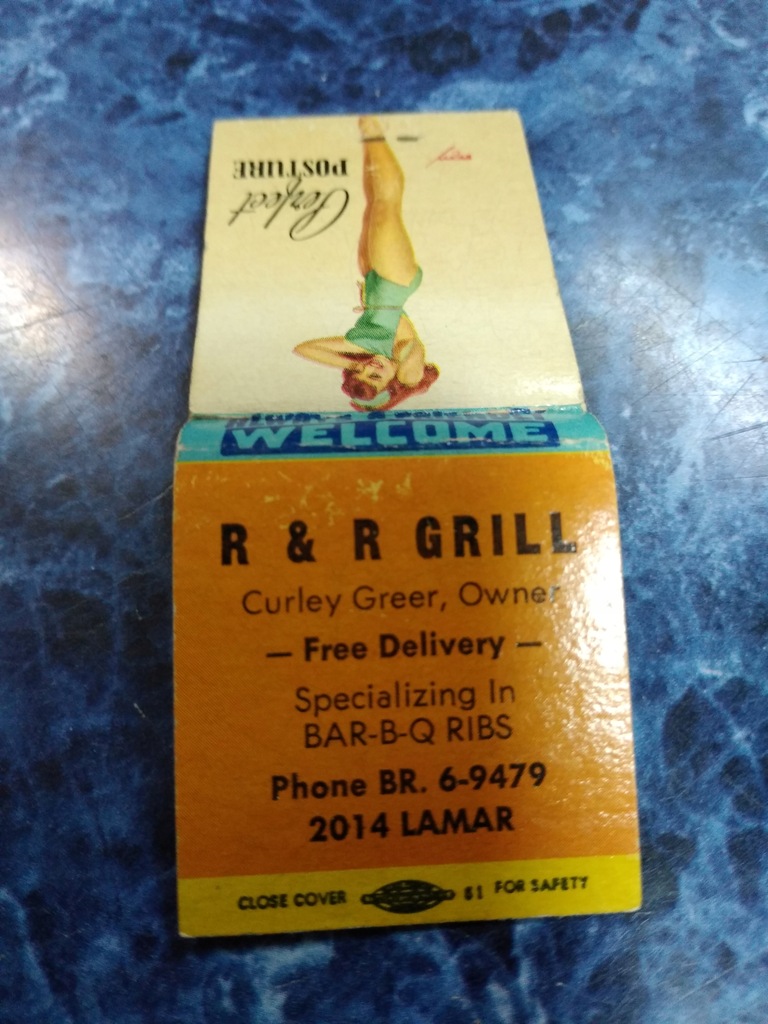 Perfect
POSTURE
WELCOME
R & R GRILL
Curley Greer, Owner
— Free Delivery —
Specializing In
BAR-B-Q RIBS
Phone BR. 6-9479
2014 LAMAR
CLOSE COVER 81 FOR SAFETY